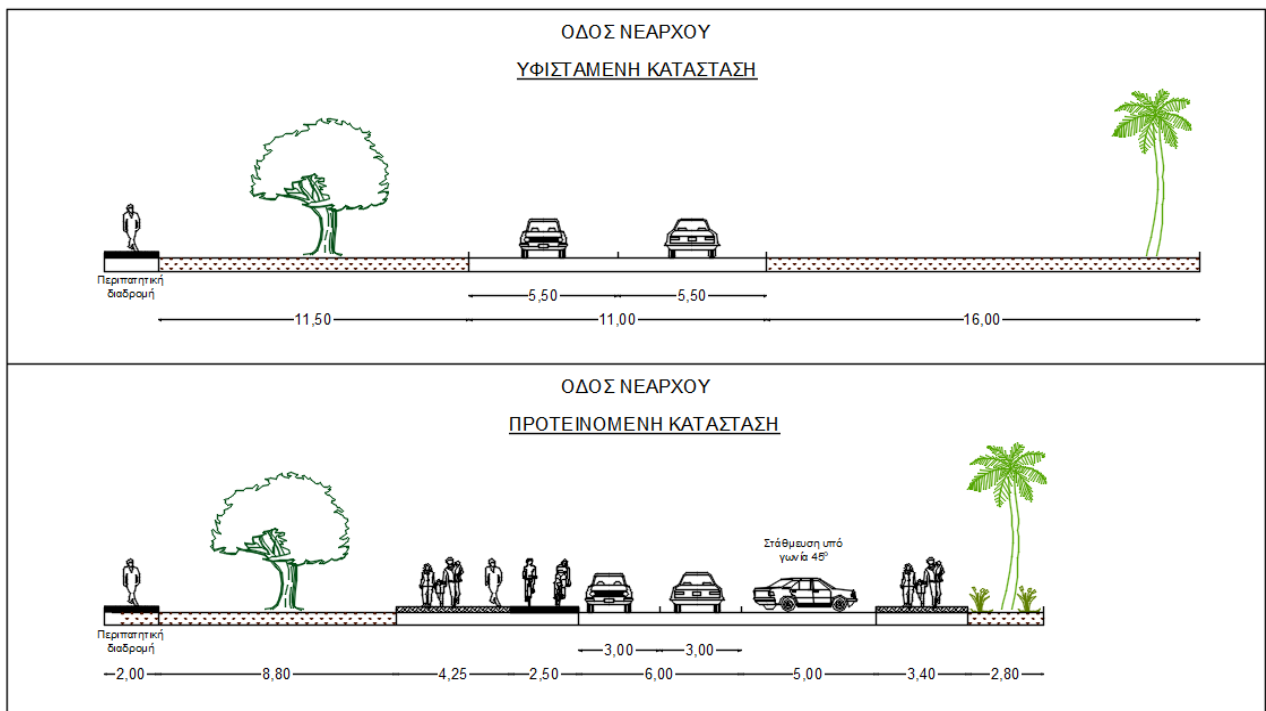 ΟΔΟΣ ΝΕΑΡΧΟΥ
ΥΦΙΣΤΑΜΕΝΗ ΚΑΤΑΣΤΑΣΗ
Περιπατητική
διαδρομή
5,50 5,50
11,50 11,00 16,00
ΟΔΟΣ ΝΕΑΡΧΟΥ
ΠΡΟΤΕΙΝΟΜΕΝΗ ΚΑΤΑΣΤΑΣΗ
Στάθμευση υπό
γωνία 45°
Περιπατητική
διαδρομή
3,00 3,00
2,00 8,80 4,25 2,50 6,00 5,00 3,40 2,80